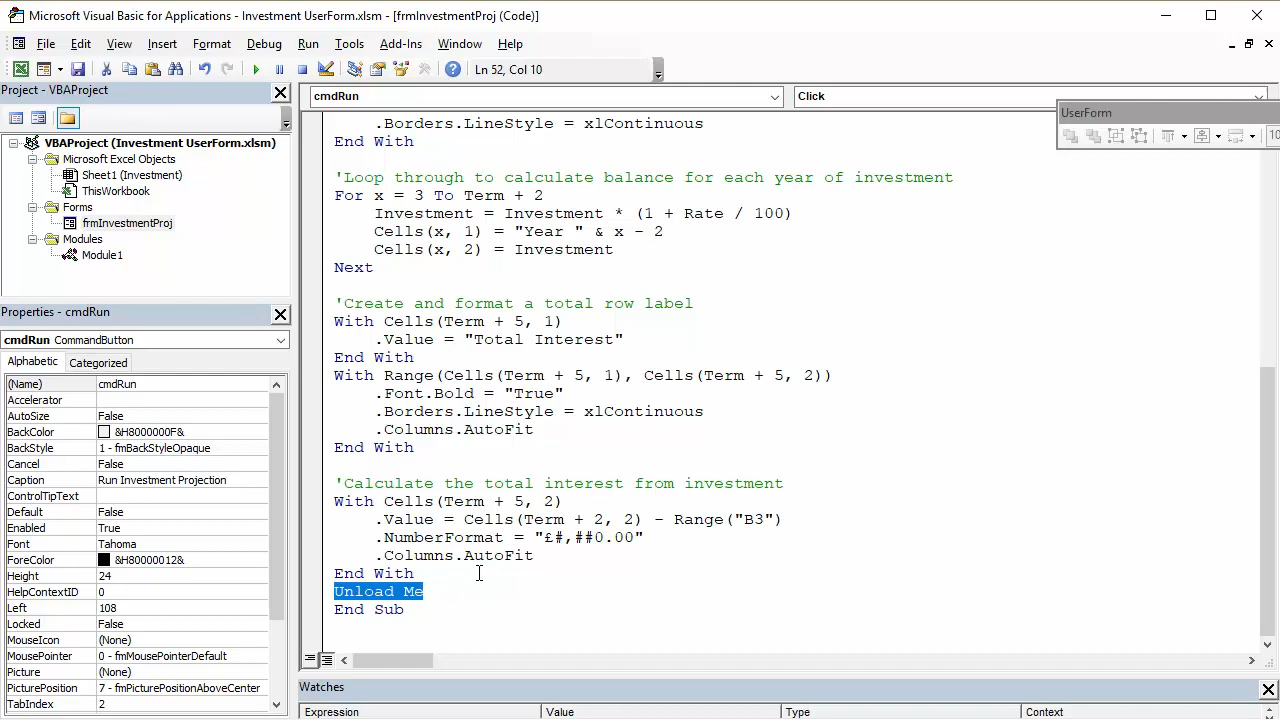 Microsoft Visual Basic for Applications - Investment UserForm.xlsm - [frmInvestmentProj (Code)]
File Edit View Insert Format Debug Run Tools Add-Ins Window Help
Ln 52, Col 10
Project - VBAProject
cmdRun Click
UserForm
10
VBAProject (Investment UserForm.xlsm)
Microsoft Excel Objects
Sheet1 (Investment)
ThisWorkbook
Forms
frmInvestmentProj
Modules
Module1
Properties - cmdRun
cmdRun CommandButton
Alphabetic Categorized
(Name) cmdRun
Accelerator
AutoSize False
BackColor &H8000000F&
BackStyle 1 - fmBackStyleOpaque
Cancel False
Caption Run Investment Projection
ControlTipText
Default False
Enabled True
Font Tahoma
ForeColor &H80000012&
Height 24
HelpContextID 0
Left 108
Locked False
MouseIcon (None)
MousePointer 0 - fmMousePointerDefault
Picture (None)
PicturePosition 7 - fmPicturePositionAboveCenter
TabIndex 2
.Borders.LineStyle = xlContinuous
End With
'Loop through to calculate balance for each year of investment
For x = 3 To Term + 2
Investment = Investment * (1 + Rate / 100)
Cells(x, 1) = "Year " & x - 2
Cells(x, 2) = Investment
Next
'Create and format a total row label
With Cells(Term + 5, 1)
.Value = "Total Interest"
End With
With Range(Cells(Term + 5, 1), Cells(Term + 5, 2))
.Font.Bold = "True"
.Borders.LineStyle = xlContinuous
.Columns.AutoFit
End With
'Calculate the total interest from investment
With Cells(Term + 5, 2)
.Value = Cells(Term + 2, 2) - Range("B3")
.NumberFormat = "£#,##0.00"
.Columns.AutoFit
End With
Unload Me
End Sub
Watches
Expression Value Type Context